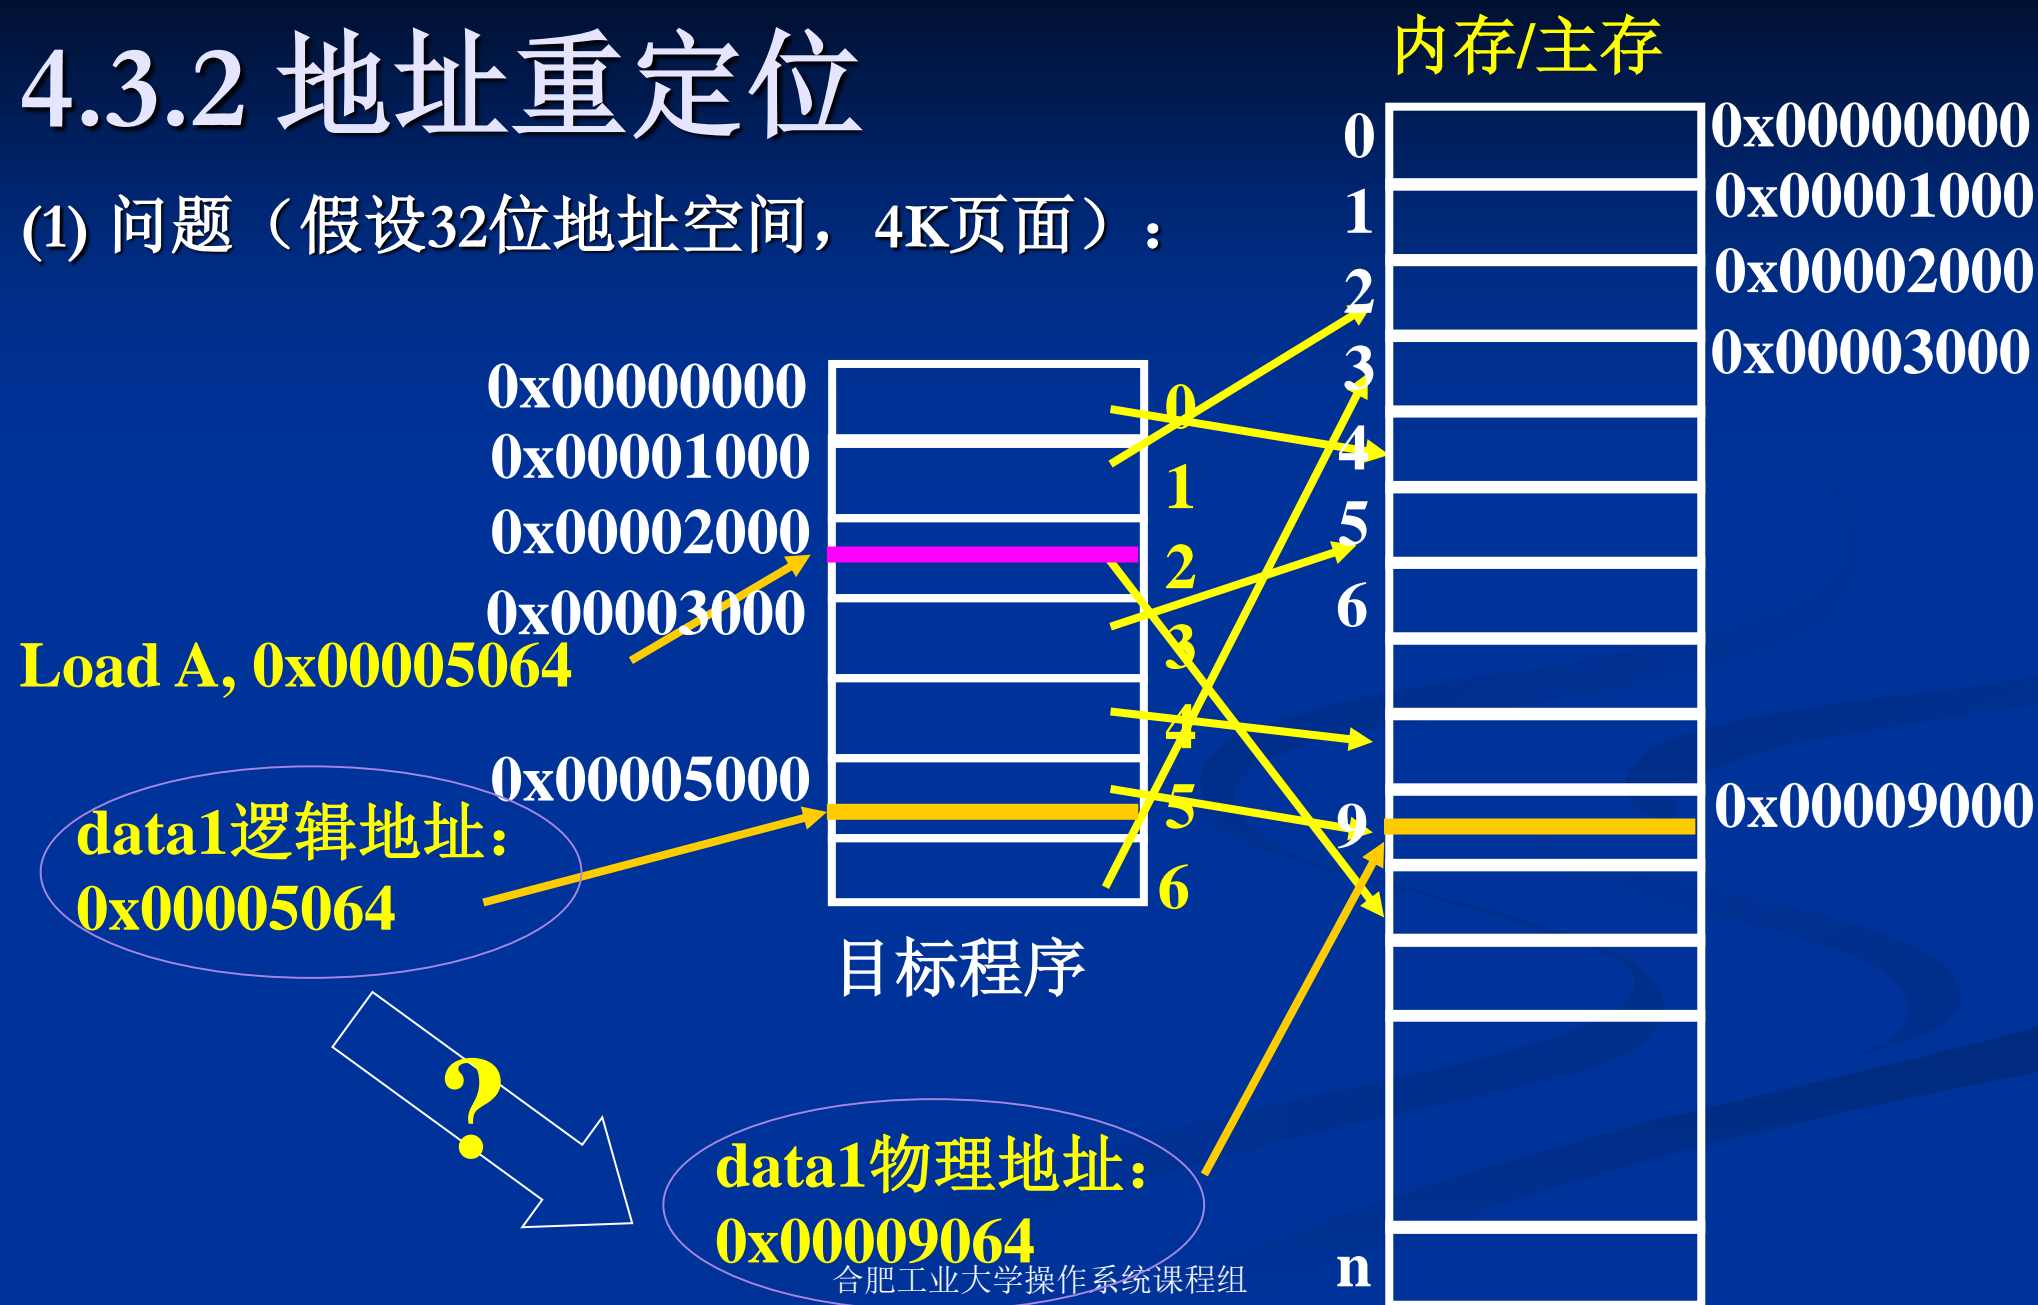 4.3.2 地址重定位
(1) 问题（假设32位地址空间，4K页面）：
内存/主存
0
0x00000000
1
0x00001000
2
0x00002000
3
0x00003000
4
5
6
9
0x00009000
n
0x00000000
0
0x00001000
1
0x00002000
2
0x00003000
3
Load A, 0x00005064
4
0x00005000
5
6
data1逻辑地址：
0x00005064
目标程序
?
data1物理地址：
0x00009064
合肥工业大学操作系统课程组